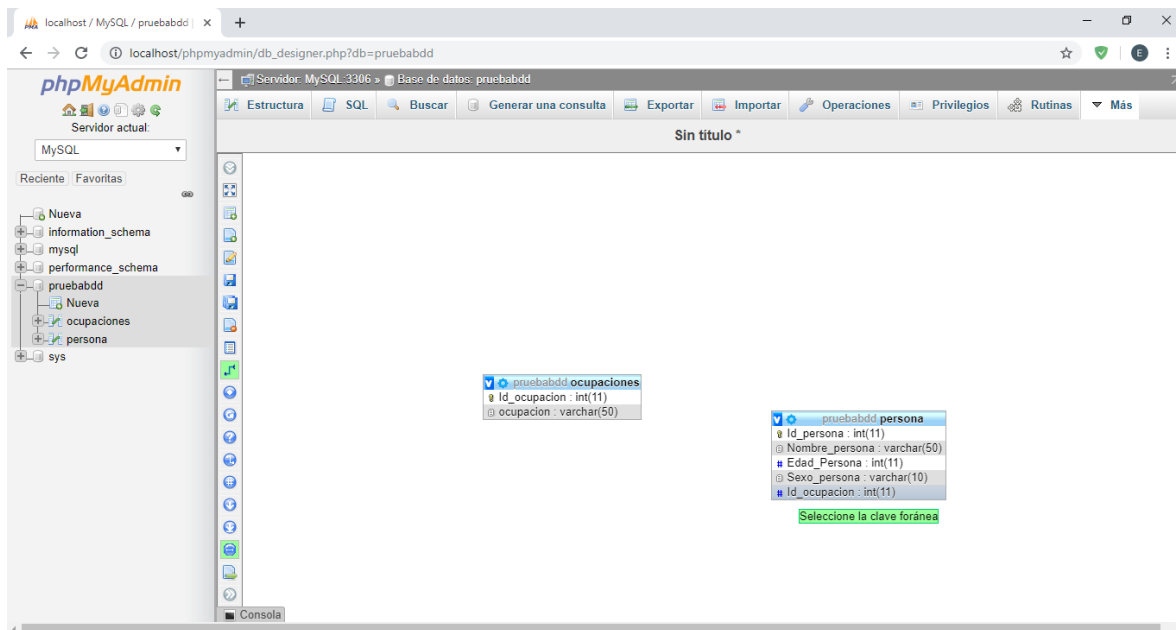 localhost / MySQL / pruebabdd |
localhost/phpmyadmin/db_designer.php?db=pruebabdd
E
phpMyAdmin
Servidor actual:
MySQL
Reciente Favoritas
Nueva
information_schema
mysql
performance_schema
pruebabdd
Nueva
ocupaciones
persona
sys
Servidor: MySQL:3306 » Base de datos: pruebabdd
Estructura SQL Buscar Generar una consulta Exportar Importar Operaciones Privilegios Rutinas Más
Sin título *
pruebabdd ocupaciones
Id_ocupacion : int(11)
ocupacion : varchar(50)
pruebabdd persona
Id_persona : int(11)
Nombre_persona : varchar(50)
# Edad_Persona : int(11)
Sexo_persona : varchar(10)
# Id_ocupacion : int(11)
Seleccione la clave foránea
Consola